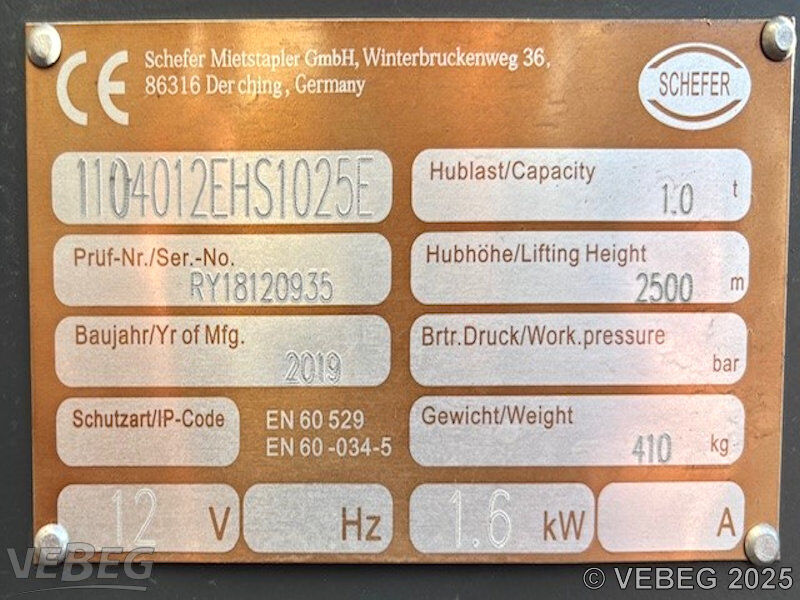 CE
Schefer Mietstapler GmbH, Winterbruckenweg 36,
86316 Der ching, Germany
SCHEFER
1104012EHS1025E
Hublast/Capacity
1.0 t
Prüf-Nr./Ser.-No.
RY18120935
Hubhöhe/Lifting Height
2500 m
Baujahr/Yr of Mfg.
2019
Brtr.Druck/Work.pressure
bar
Schutzart/IP-Code
EN 60 529
EN 60 -034-5
Gewicht/Weight
410 kg
12 V
Hz
1.6 kW
A
VEBEG
© VEBEG 2025